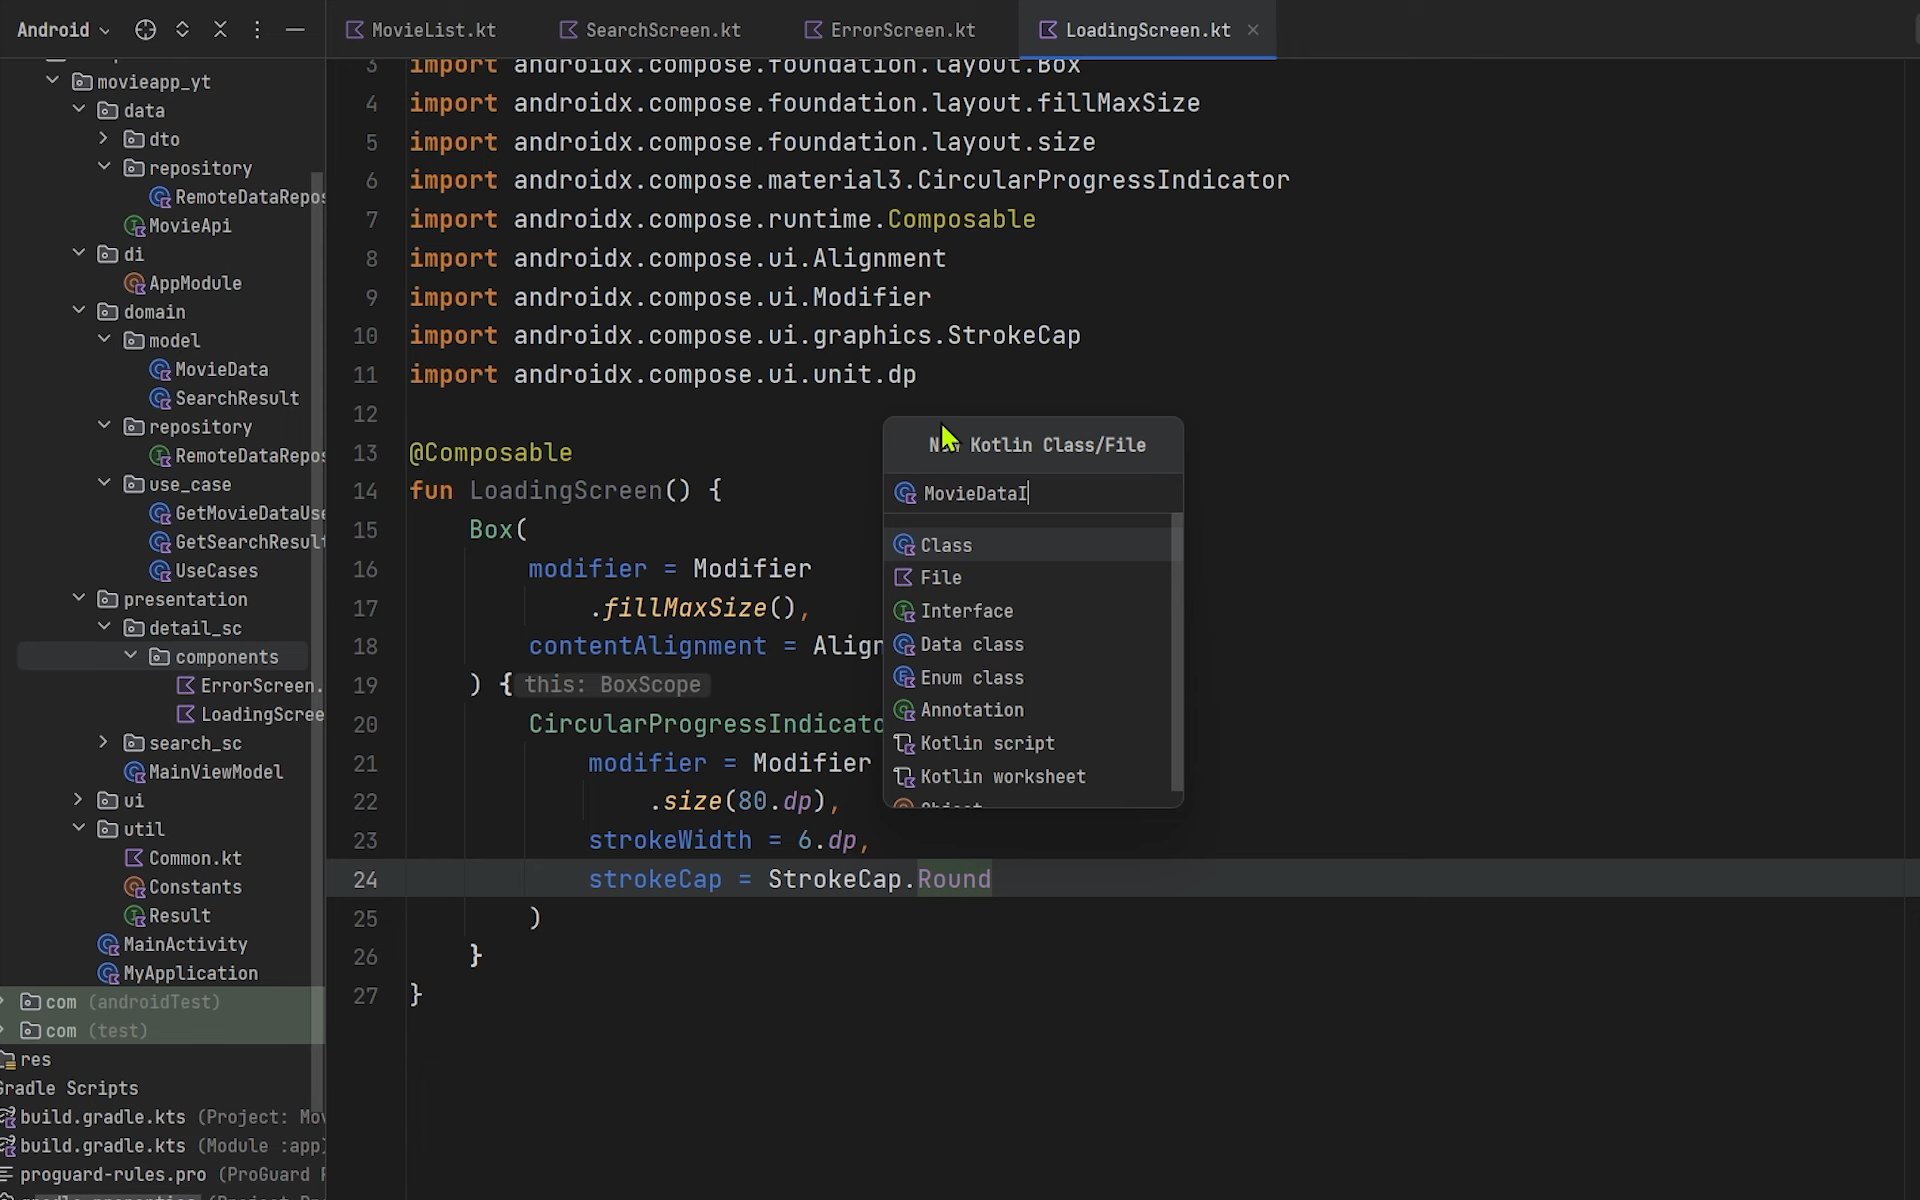 Android
MovieList.kt
SearchScreen.kt
ErrorScreen.kt
LoadingScreen.kt
movieapp_yt
data
dto
repository
RemoteDataRepos
MovieApi
di
AppModule
domain
model
MovieData
SearchResult
repository
RemoteDataRepos
use_case
GetMovieDataUse
GetSearchResult
UseCases
presentation
detail_sc
components
ErrorScreen.
LoadingScree
search_sc
MainViewModel
ui
util
Common.kt
Constants
Result
MainActivity
MyApplication
com (androidTest)
com (test)
res
Gradle Scripts
build.gradle.kts (Project: Mov
build.gradle.kts (Module :app)
proguard-rules.pro (ProGuard R
3 import androidx.compose.foundation.layout.Box
4 import androidx.compose.foundation.layout.fillMaxSize
5 import androidx.compose.foundation.layout.size
6 import androidx.compose.material3.CircularProgressIndicator
7 import androidx.compose.runtime.Composable
8 import androidx.compose.ui.Alignment
9 import androidx.compose.ui.Modifier
10 import androidx.compose.ui.graphics.StrokeCap
11 import androidx.compose.ui.unit.dp
12
13 @Composable
14 fun LoadingScreen() {
15 Box(
16 modifier = Modifier
17 .fillMaxSize(),
18 contentAlignment = Align
19 ) { this: BoxScope
20 CircularProgressIndicato
21 modifier = Modifier
22 .size(80.dp),
23 strokeWidth = 6.dp,
24 strokeCap = StrokeCap.Round
25 )
26 }
27 }
New Kotlin Class/File
MovieDataI
Class
File
Interface
Data class
Enum class
Annotation
Kotlin script
Kotlin worksheet
Object